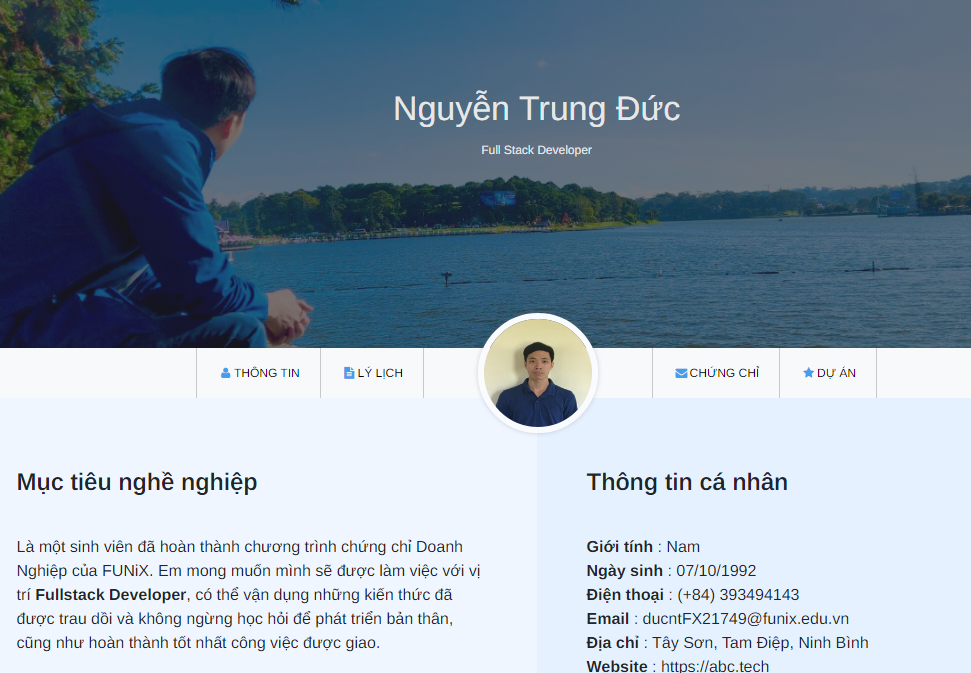 Nguyễn Trung Đức
Full Stack Developer
THÔNG TIN
LÝ LỊCH
CHỨNG CHỈ
DỰ ÁN
Mục tiêu nghề nghiệp
Là một sinh viên đã hoàn thành chương trình chứng chỉ Doanh
Nghiệp của FUNiX. Em mong muốn mình sẽ được làm việc với vị
trí Fullstack Developer, có thể vận dụng những kiến thức đã
được trau dồi và không ngừng học hỏi để phát triển bản thân,
cũng như hoàn thành tốt nhất công việc được giao.
Thông tin cá nhân
Giới tính : Nam
Ngày sinh : 07/10/1992
Điện thoại : (+84) 393494143
Email : ducntFX21749@funix.edu.vn
Địa chỉ : Tây Sơn, Tam Điệp, Ninh Bình
Website : https://abc.tech